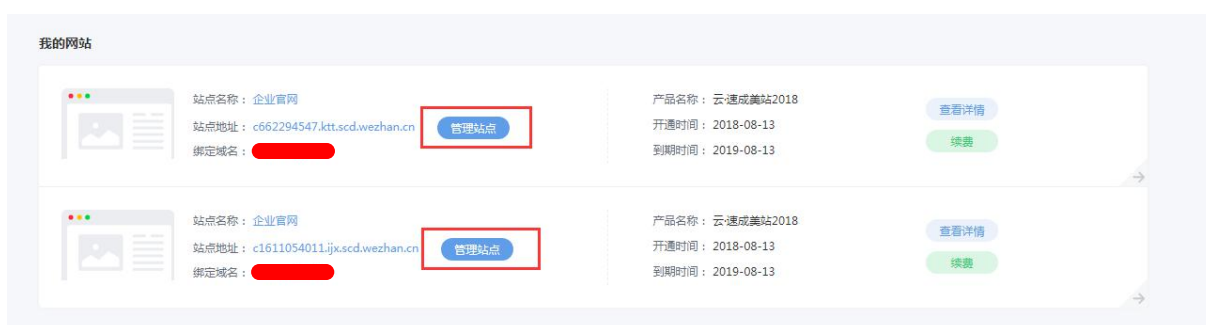 我的网站
站点名称： 企业官网
站点地址： c662294547.ktt.scd.wezhan.cn 管理站点
绑定域名：
产品名称： 云·速成美站2018
开通时间： 2018-08-13
到期时间： 2019-08-13
查看详情
续费
站点名称： 企业官网
站点地址： c1611054011.ijx.scd.wezhan.cn 管理站点
绑定域名：
产品名称： 云·速成美站2018
开通时间： 2018-08-13
到期时间： 2019-08-13
查看详情
续费